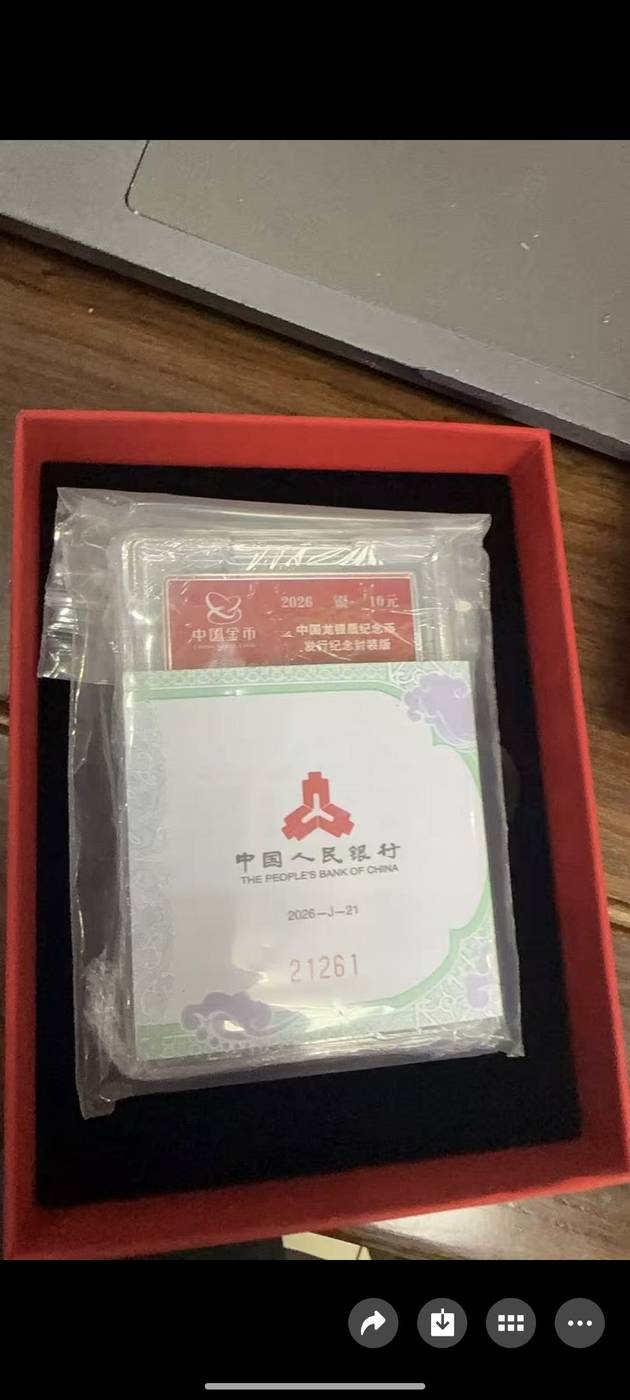 2026 银 10元
中国金币
中国龙银质纪念币
发行纪念封装版
中国人民银行
THE PEOPLE'S BANK OF CHINA
2026—J—21
21261